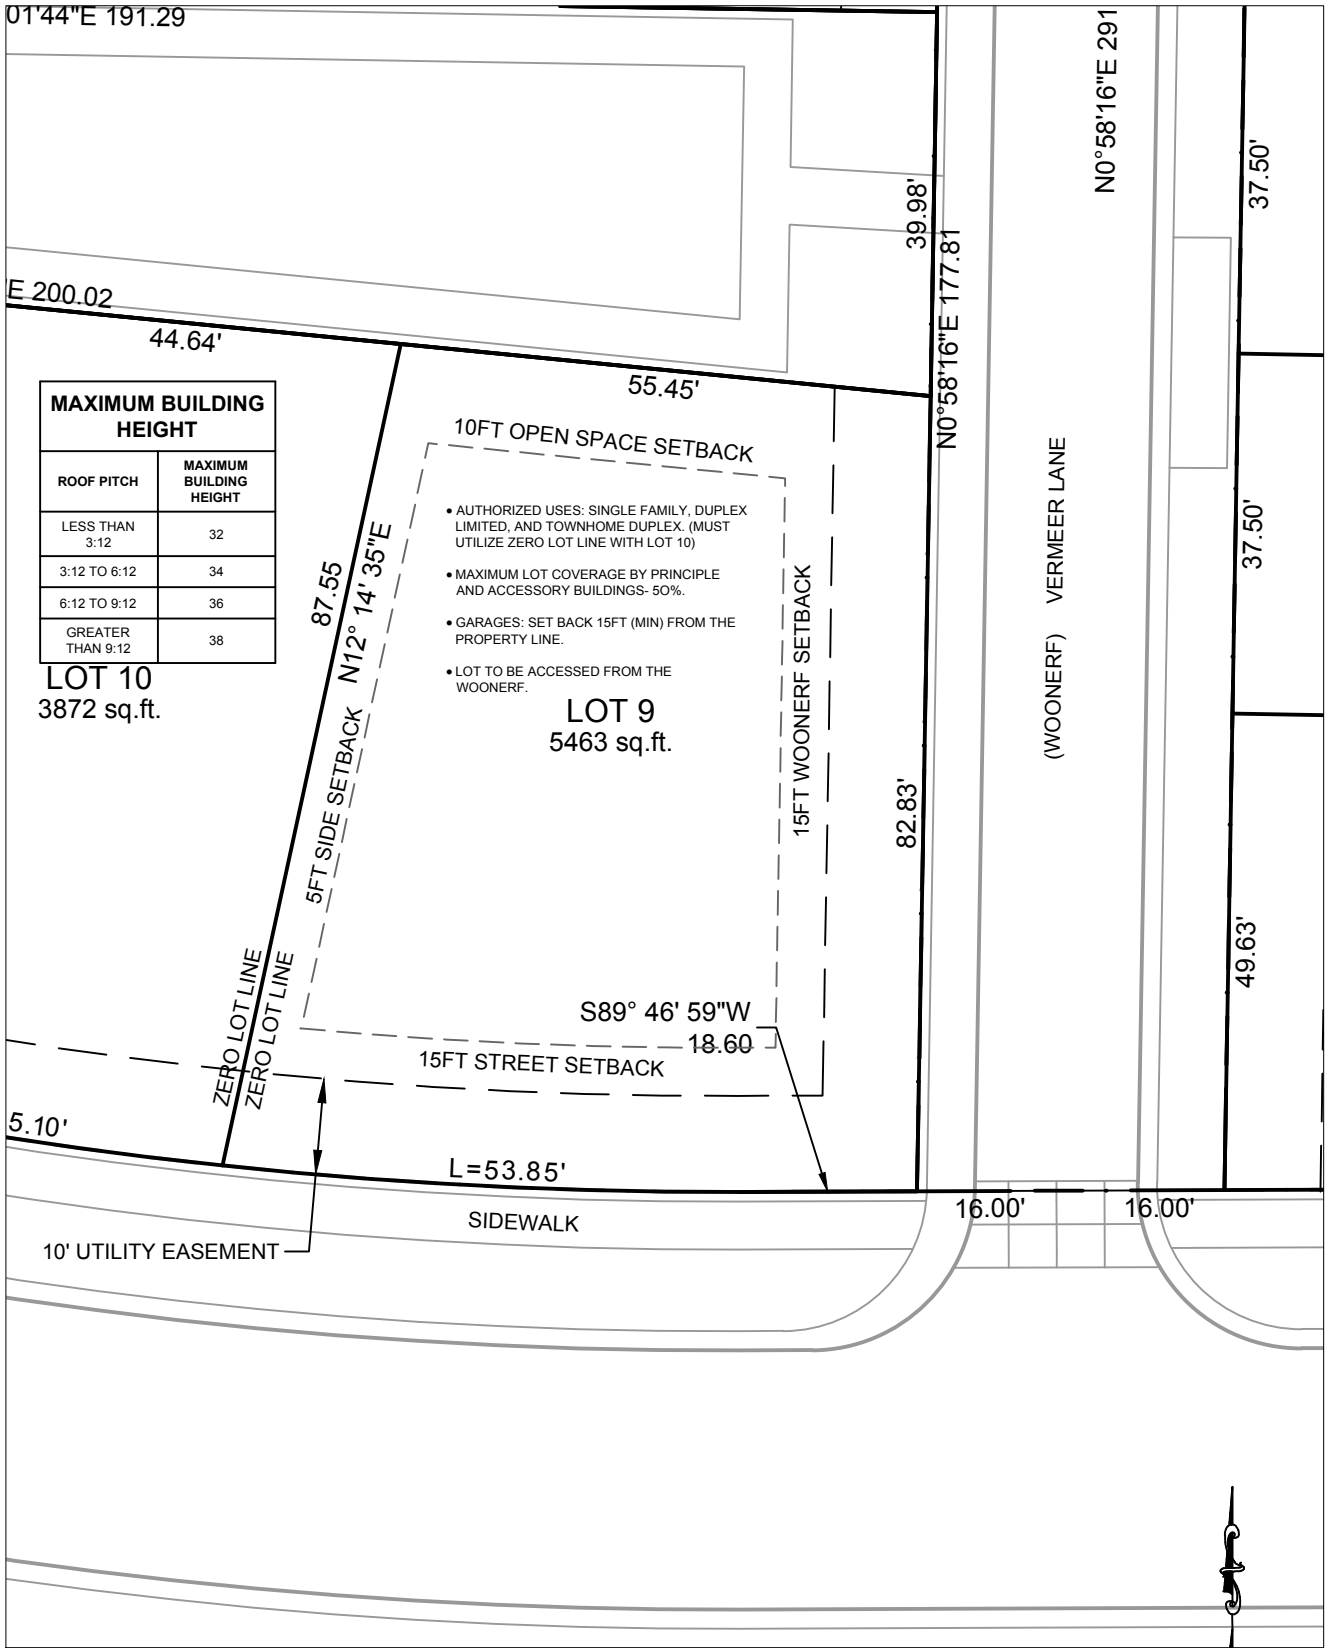 01'44"E 191.29
N0°58'16"E 291
37.50'
39.98'
N0°58'16"E 177.81
'E 200.02
44.64'
55.45'
MAXIMUM BUILDING
HEIGHT
ROOF PITCH
MAXIMUM
BUILDING
HEIGHT
LESS THAN
3:12
32
3:12 TO 6:12
34
6:12 TO 9:12
36
GREATER
THAN 9:12
38
LOT 10
3872 sq.ft.
87.55
N12° 14' 35"E
10FT OPEN SPACE SETBACK
• AUTHORIZED USES: SINGLE FAMILY, DUPLEX
LIMITED, AND TOWNHOME DUPLEX. (MUST
UTILIZE ZERO LOT LINE WITH LOT 10)
• MAXIMUM LOT COVERAGE BY PRINCIPLE
AND ACCESSORY BUILDINGS- 5O%.
• GARAGES: SET BACK 15FT (MIN) FROM THE
PROPERTY LINE.
• LOT TO BE ACCESSED FROM THE
WOONERF.
LOT 9
5463 sq.ft.
15FT WOONERF SETBACK
82.83'
(WOONERF) VERMEER LANE
37.50'
49.63'
5FT SIDE SETBACK
ZERO LOT LINE
ZERO LOT LINE
S89° 46' 59"W
18.60
15FT STREET SETBACK
5.10'
L=53.85'
16.00'
16.00'
SIDEWALK
10' UTILITY EASEMENT